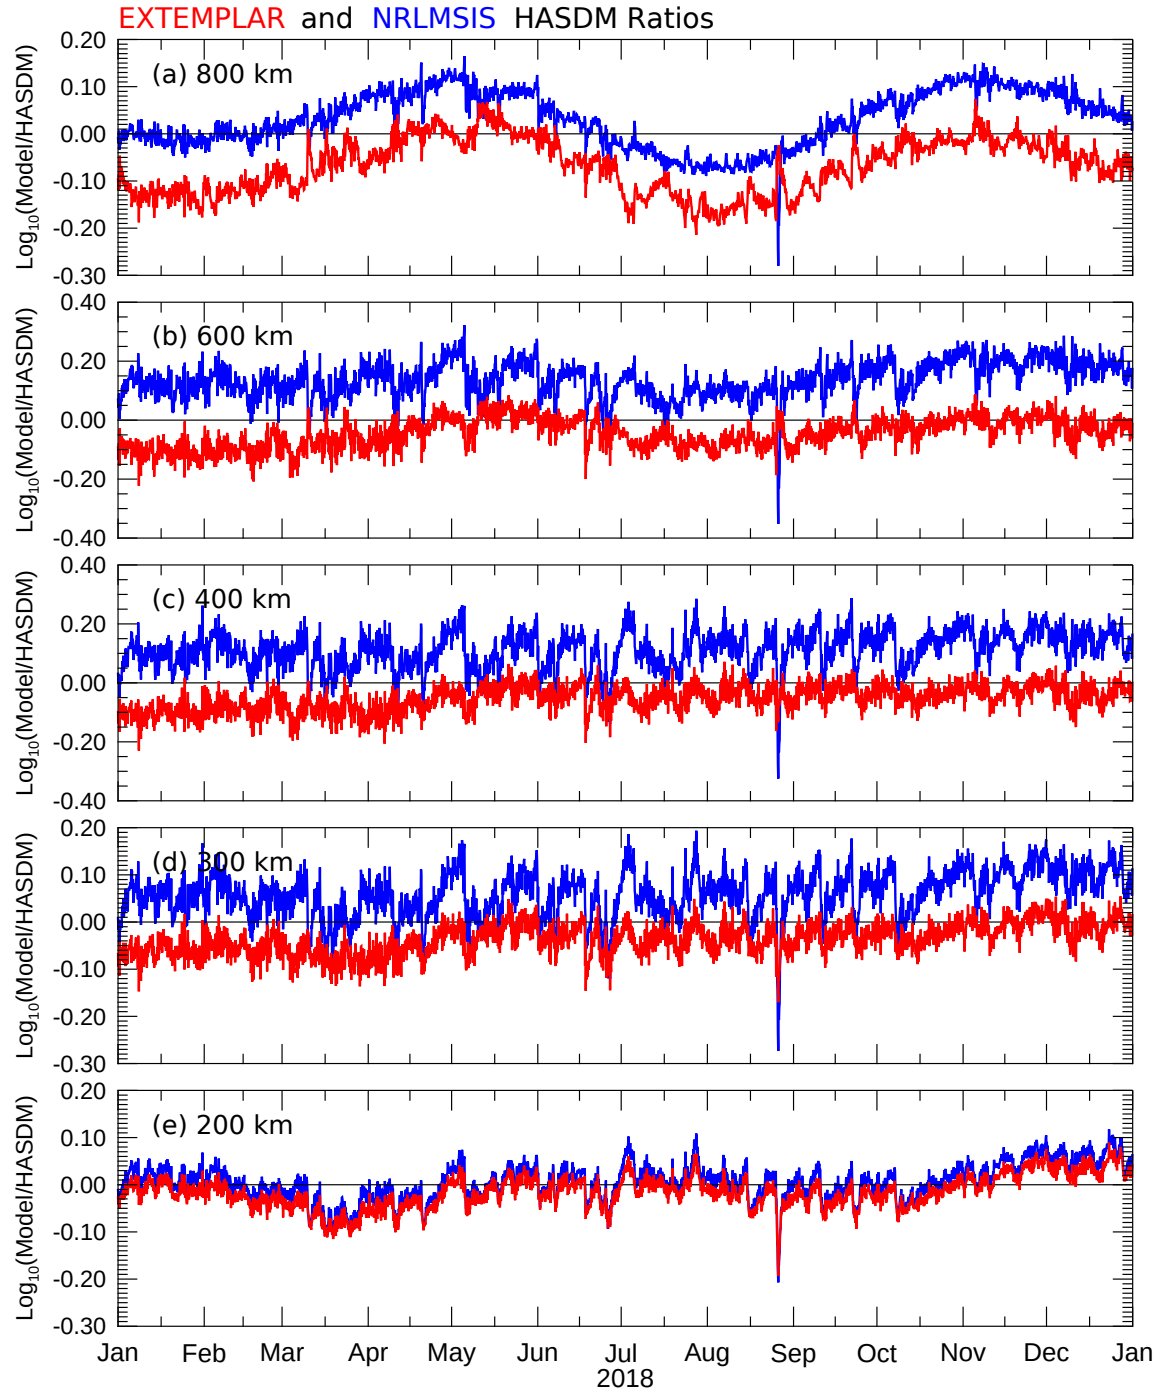 EXTEMPLAR and NRLMSIS HASDM Ratios
(a) 800 km
Log₁₀(Model/HASDM)
0.20
0.10
0.00
-0.10
-0.20
-0.30
(b) 600 km
Log₁₀(Model/HASDM)
0.40
0.20
0.00
-0.20
-0.40
(c) 400 km
Log₁₀(Model/HASDM)
0.40
0.20
0.00
-0.20
-0.40
(d) 300 km
Log₁₀(Model/HASDM)
0.20
0.10
0.00
-0.10
-0.20
-0.30
(e) 200 km
Log₁₀(Model/HASDM)
0.20
0.10
0.00
-0.10
-0.20
-0.30
Jan Feb Mar Apr May Jun Jul Aug Sep Oct Nov Dec Jan
2018